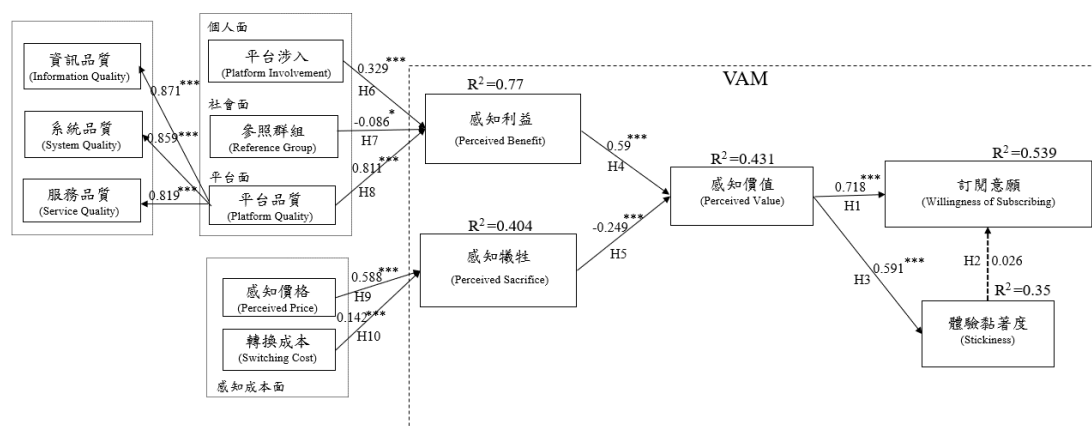 資訊品質
(Information Quality)
系統品質
(System Quality)
服務品質
(Service Quality)
0.871***
0.859***
0.819***
個人面
平台涉入
(Platform Involvement)
社會面
參照群組
(Reference Group)
平台面
平台品質
(Platform Quality)
感知價格
(Perceived Price)
轉換成本
(Switching Cost)
感知成本面
0.329***
H6
-0.086*
H7
0.811***
H8
0.588***
H9
0.142***
H10
VAM
R²=0.77
感知利益
(Perceived Benefit)
R²=0.404
感知犧牲
(Perceived Sacrifice)
0.59***
H4
-0.249***
H5
R²=0.431
感知價值
(Perceived Value)
0.718***
H1
0.591***
H3
R²=0.539
訂閱意願
(Willingness of Subscribing)
H2 0.026
R²=0.35
體驗黏著度
(Stickiness)